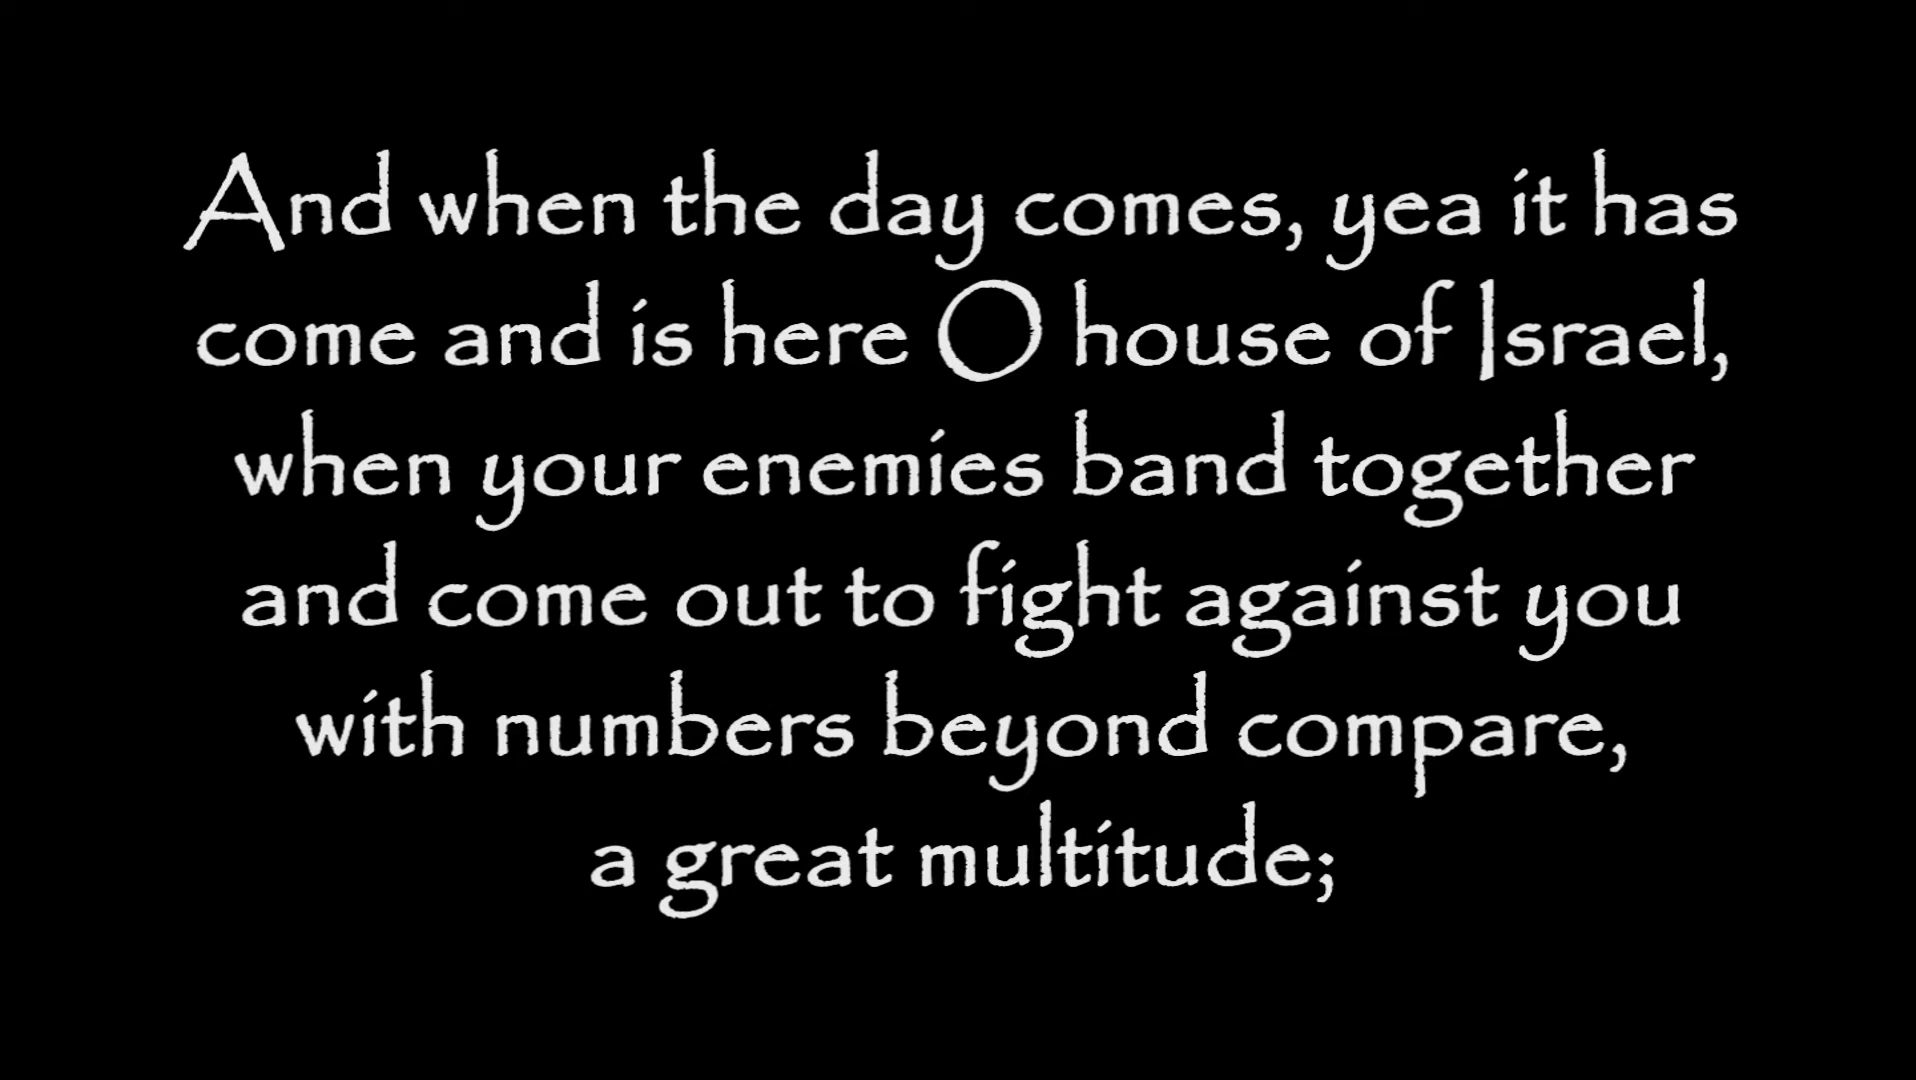 And when the day comes, yea it has
come and is here O house of Israel,
when your enemies band together
and come out to fight against you
with numbers beyond compare,
a great multitude;